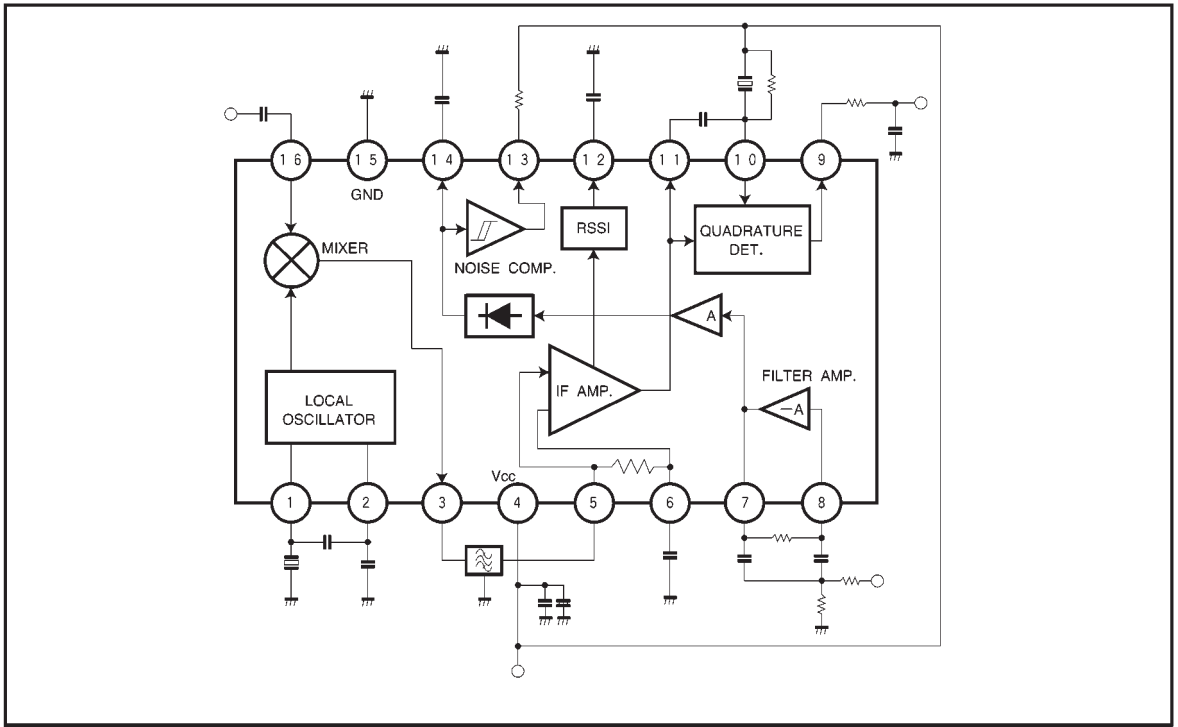 16 15 14 13 12 11 10 9
GND
MIXER
NOISE COMP.
RSSI
QUADRATURE
DET.
A
IF AMP.
FILTER AMP.
−A
LOCAL
OSCILLATOR
Vcc
1 2 3 4 5 6 7 8